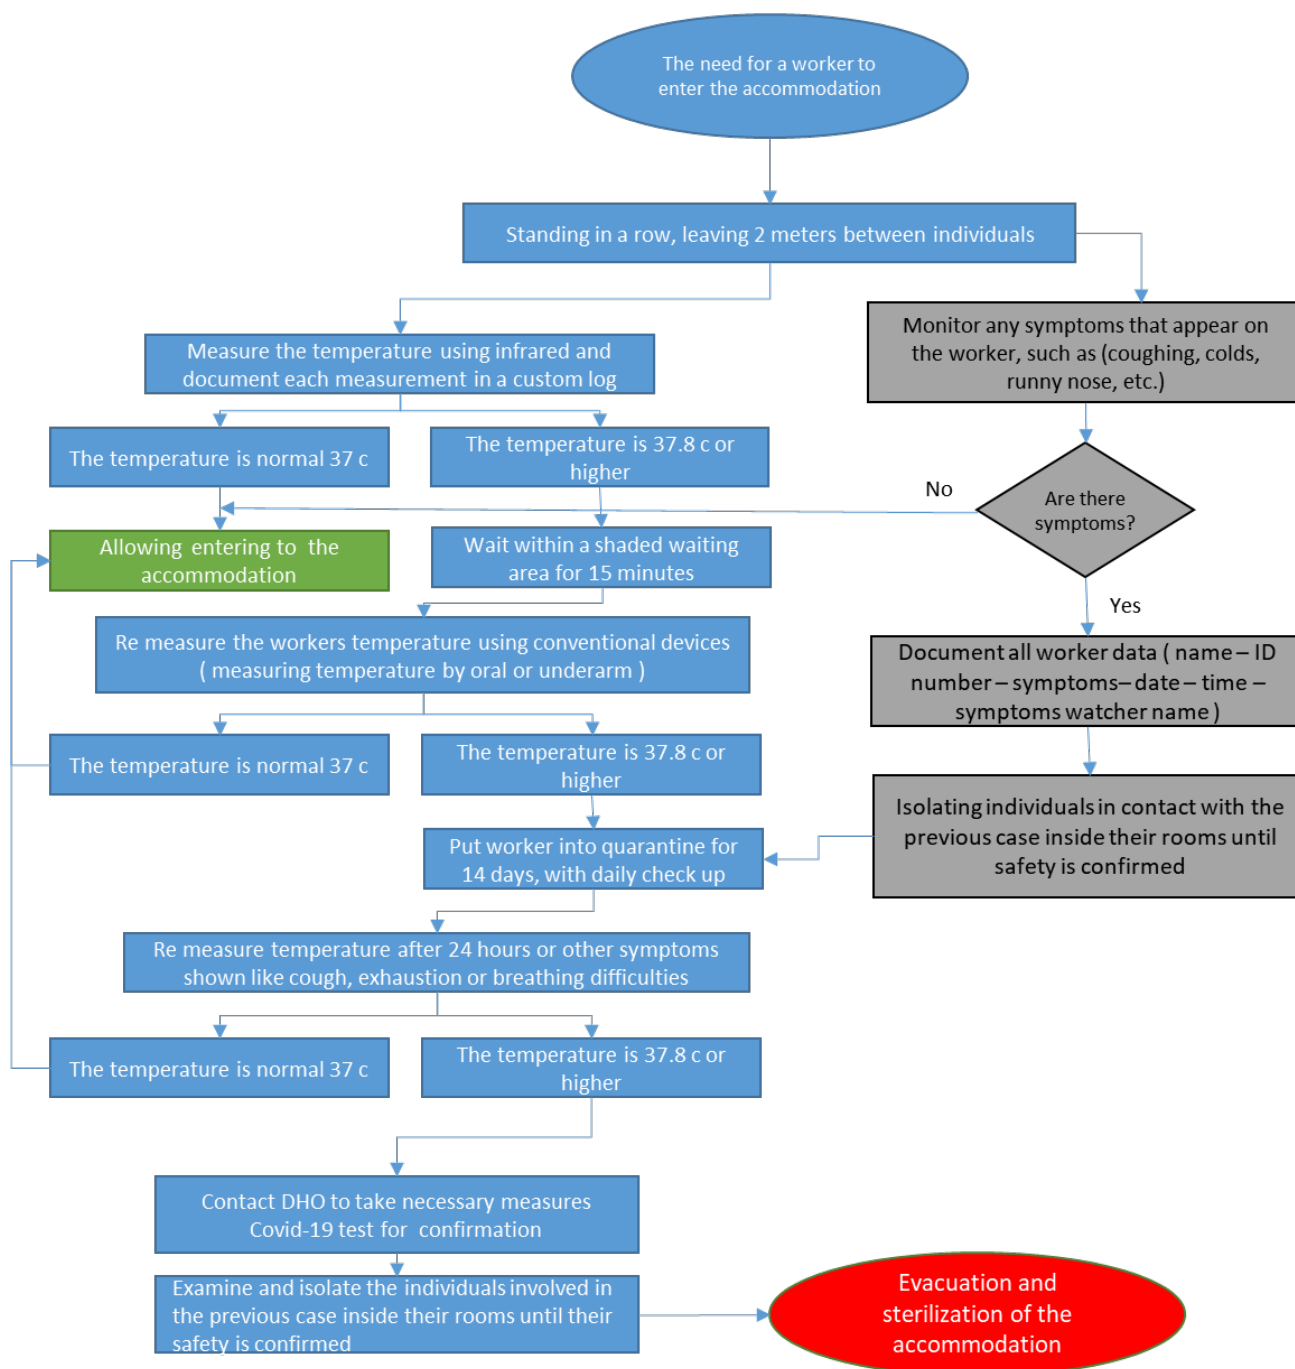 The need for a worker to
enter the accommodation
Standing in a row, leaving 2 meters between individuals
Measure the temperature using infrared and
document each measurement in a custom log
Monitor any symptoms that appear on
the worker, such as (coughing, colds,
runny nose, etc.)
The temperature is normal 37 c
The temperature is 37.8 c or
higher
No
Are there
symptoms?
Allowing entering to the
accommodation
Wait within a shaded waiting
area for 15 minutes
Yes
Re measure the workers temperature using conventional devices
( measuring temperature by oral or underarm )
Document all worker data ( name – ID
number – symptoms– date – time –
symptoms watcher name )
The temperature is normal 37 c
The temperature is 37.8 c or
higher
Isolating individuals in contact with the
previous case inside their rooms until
safety is confirmed
Put worker into quarantine for
14 days, with daily check up
Re measure temperature after 24 hours or other symptoms
shown like cough, exhaustion or breathing difficulties
The temperature is normal 37 c
The temperature is 37.8 c or
higher
Contact DHO to take necessary measures
Covid-19 test for confirmation
Examine and isolate the individuals involved in
the previous case inside their rooms until their
safety is confirmed
Evacuation and
sterilization of the
accommodation